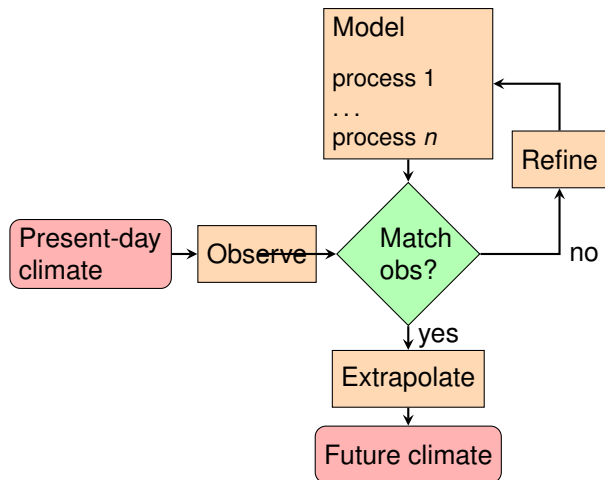 Model
process 1
...
process n
Refine
Present-day
climate
Observe
Match
obs?
no
yes
Extrapolate
Future climate